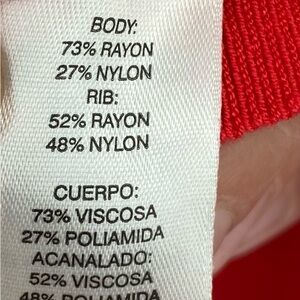 BODY:
73% RAYON
27% NYLON
RIB:
52% RAYON
48% NYLON
CUERPO:
73% VISCOSA
27% POLIAMIDA
ACANALADO:
52% VISCOSA
48% POLIAMIDA